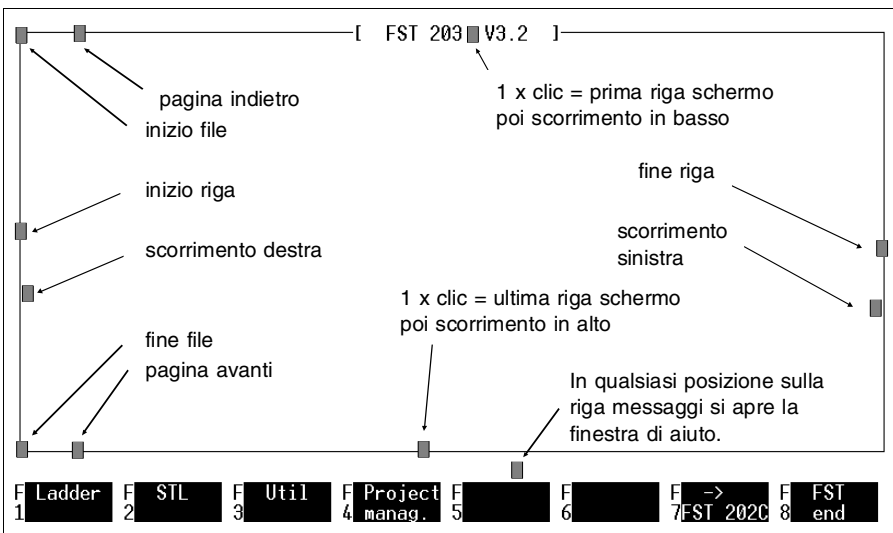 [ FST 203 V3.2 ]
pagina indietro
inizio file
1 x clic = prima riga schermo
poi scorrimento in basso
inizio riga
fine riga
scorrimento destra
scorrimento
sinistra
1 x clic = ultima riga schermo
poi scorrimento in alto
fine file
pagina avanti
In qualsiasi posizione sulla
riga messaggi si apre la
finestra di aiuto.
F1 Ladder
F2 STL
F3 Util
F4 Project
manag.
F5
F6
F7 ->
FST 202C
F8 FST
end